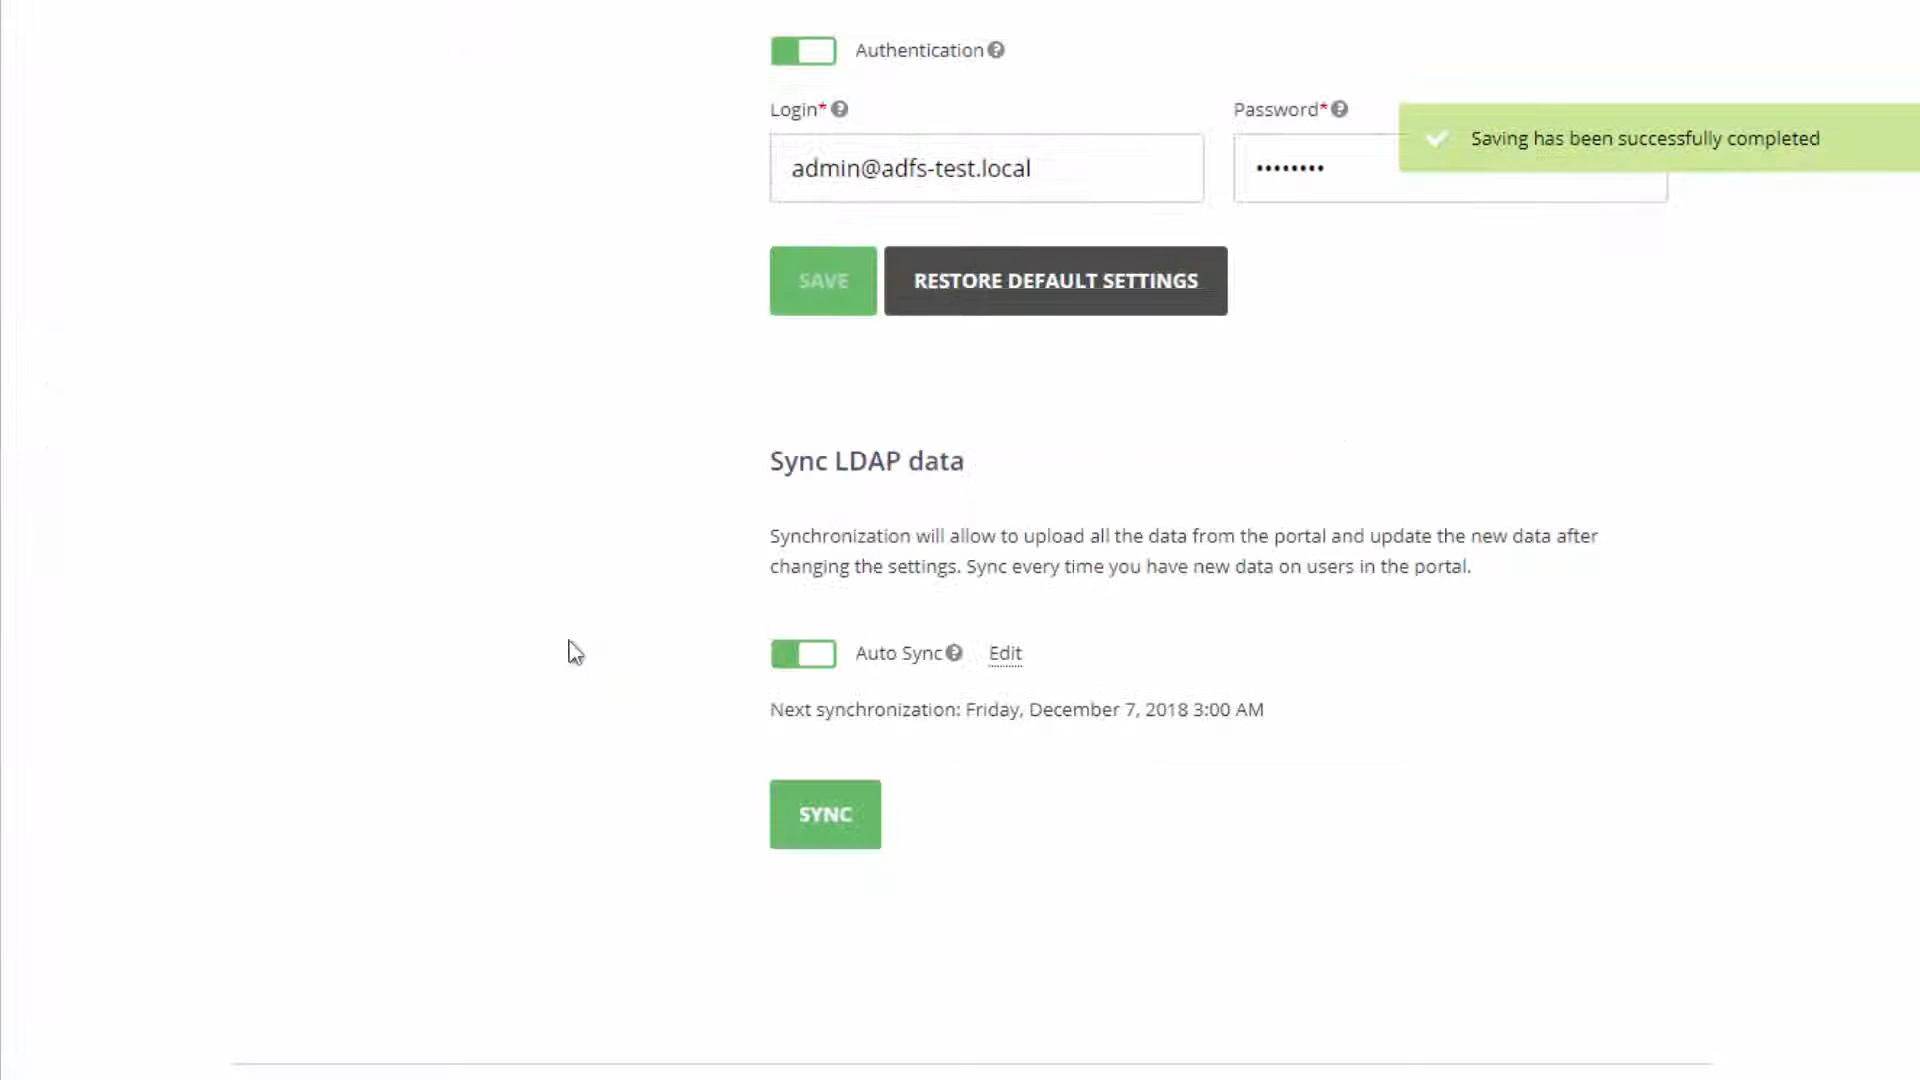 Authentication
Login* Password*
Saving has been successfully completed
admin@adfs-test.local ••••••••
SAVE RESTORE DEFAULT SETTINGS
Sync LDAP data
Synchronization will allow to upload all the data from the portal and update the new data after
changing the settings. Sync every time you have new data on users in the portal.
Auto Sync Edit
Next synchronization: Friday, December 7, 2018 3:00 AM
SYNC